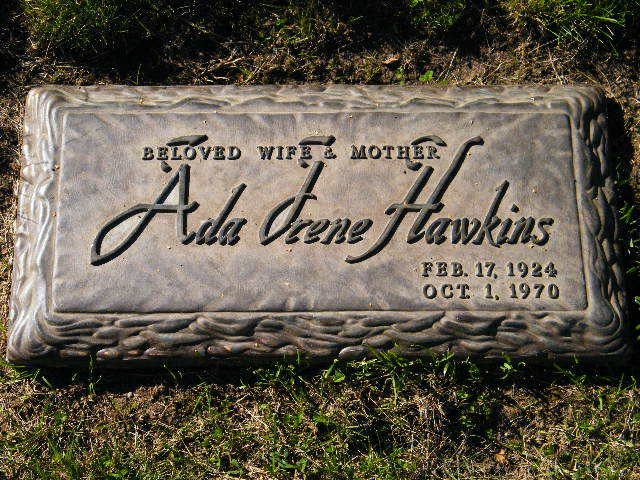 BELOVED WIFE & MOTHER
Ada Irene Hawkins
FEB. 17, 1924
OCT. 1, 1970